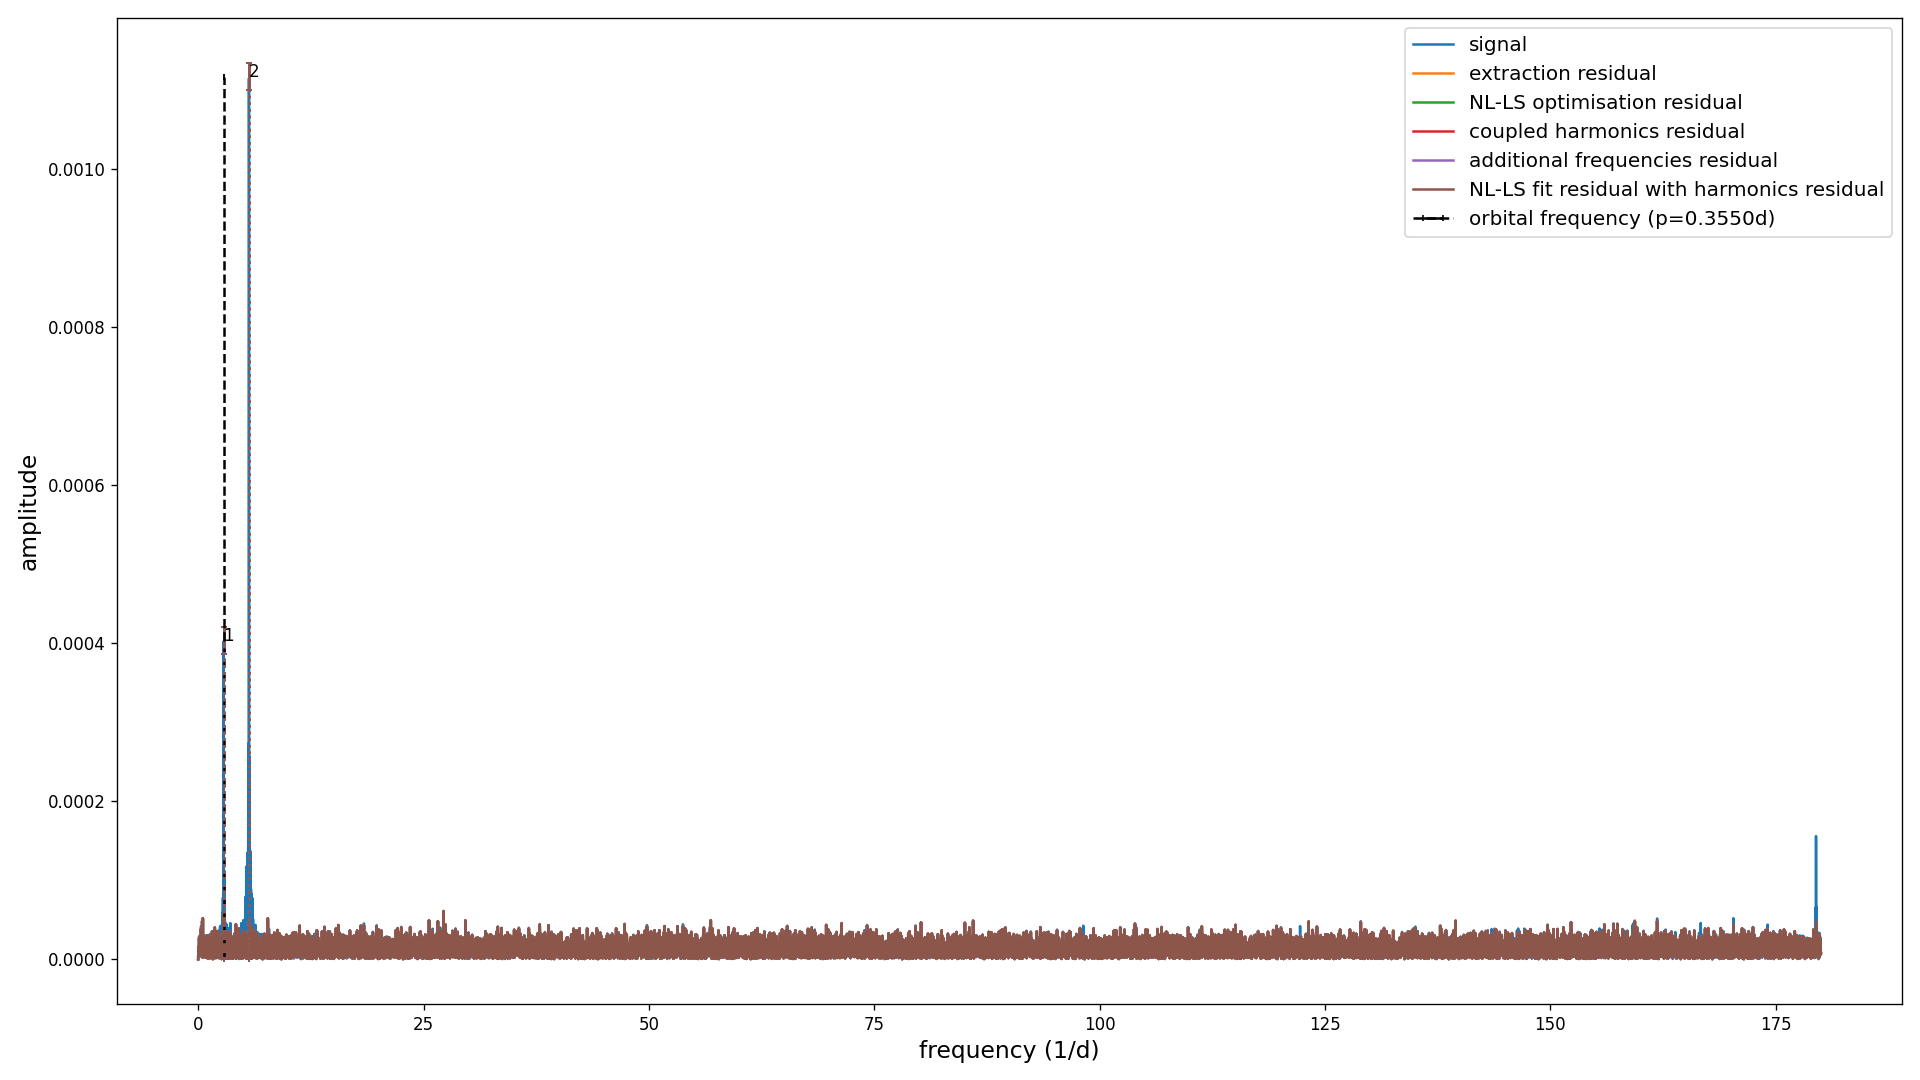 signal
extraction residual
NL-LS optimisation residual
coupled harmonics residual
additional frequencies residual
NL-LS fit residual with harmonics residual
orbital frequency (p=0.3550d)
2
1
amplitude
0.0010
0.0008
0.0006
0.0004
0.0002
0.0000
0 25 50 75 100 125 150 175
frequency (1/d)